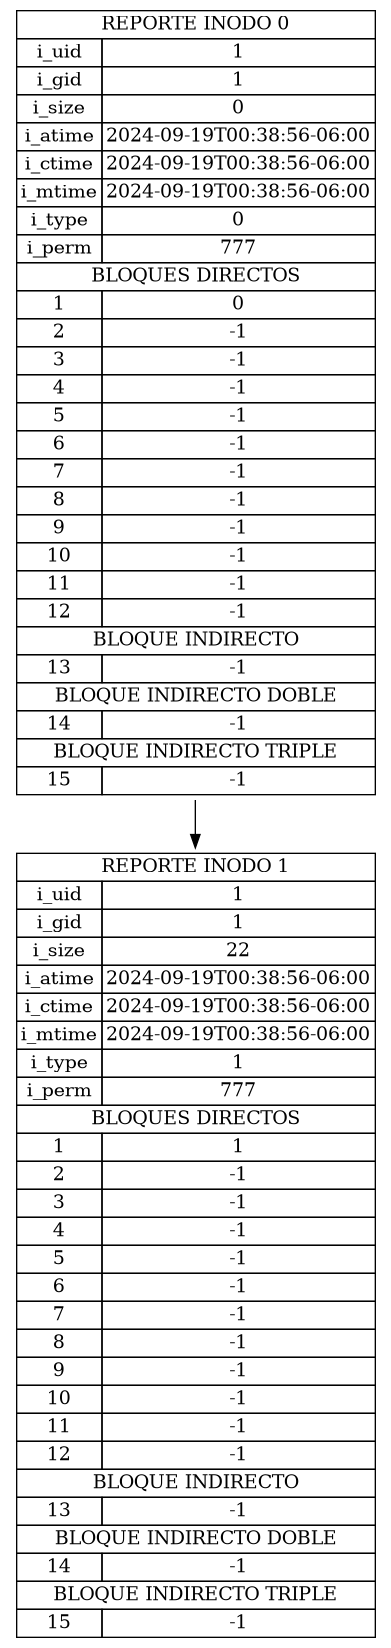 REPORTE INODO 0
i_uid 1
i_gid 1
i_size 0
i_atime 2024-09-19T00:38:56-06:00
i_ctime 2024-09-19T00:38:56-06:00
i_mtime 2024-09-19T00:38:56-06:00
i_type 0
i_perm 777
BLOQUES DIRECTOS
1 0
2 -1
3 -1
4 -1
5 -1
6 -1
7 -1
8 -1
9 -1
10 -1
11 -1
12 -1
BLOQUE INDIRECTO
13 -1
BLOQUE INDIRECTO DOBLE
14 -1
BLOQUE INDIRECTO TRIPLE
15 -1
REPORTE INODO 1
i_uid 1
i_gid 1
i_size 22
i_atime 2024-09-19T00:38:56-06:00
i_ctime 2024-09-19T00:38:56-06:00
i_mtime 2024-09-19T00:38:56-06:00
i_type 1
i_perm 777
BLOQUES DIRECTOS
1 1
2 -1
3 -1
4 -1
5 -1
6 -1
7 -1
8 -1
9 -1
10 -1
11 -1
12 -1
BLOQUE INDIRECTO
13 -1
BLOQUE INDIRECTO DOBLE
14 -1
BLOQUE INDIRECTO TRIPLE
15 -1